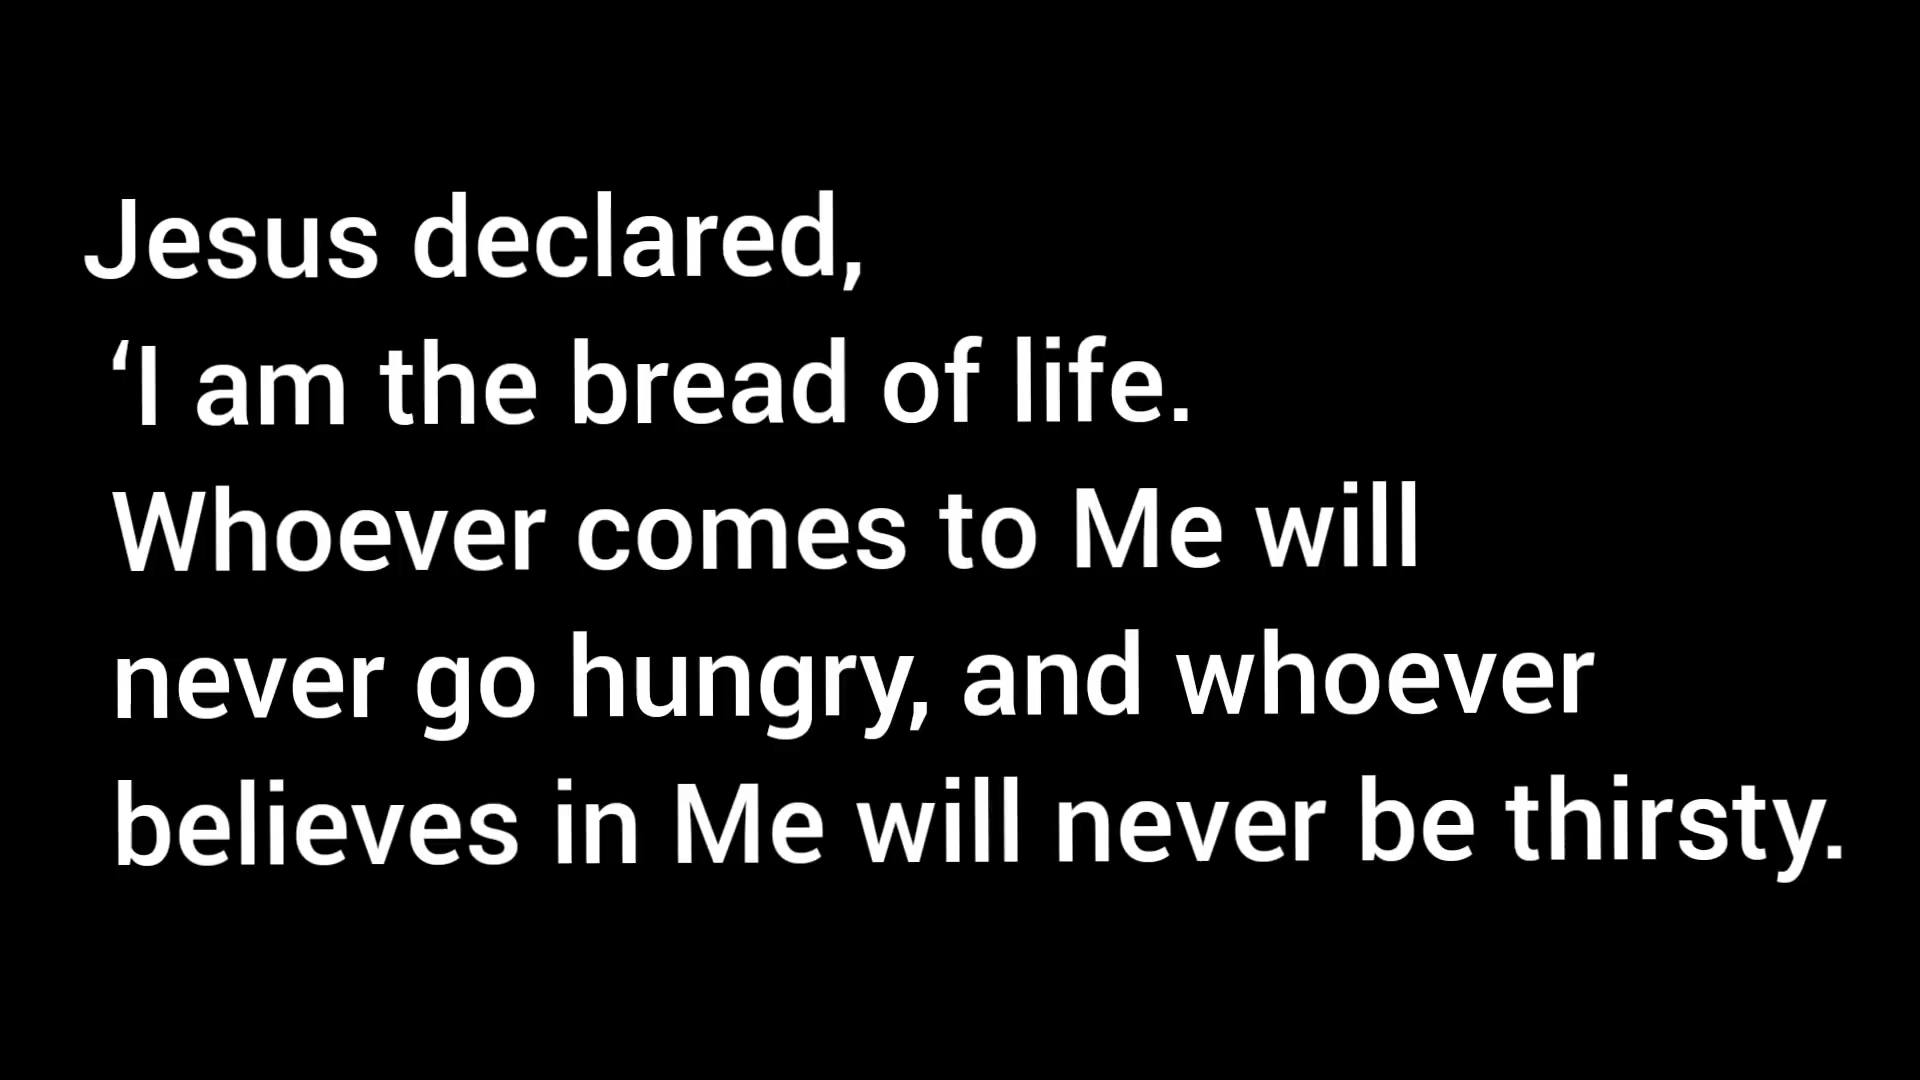 Jesus declared,
‘I am the bread of life.
Whoever comes to Me will
never go hungry, and whoever
believes in Me will never be thirsty.